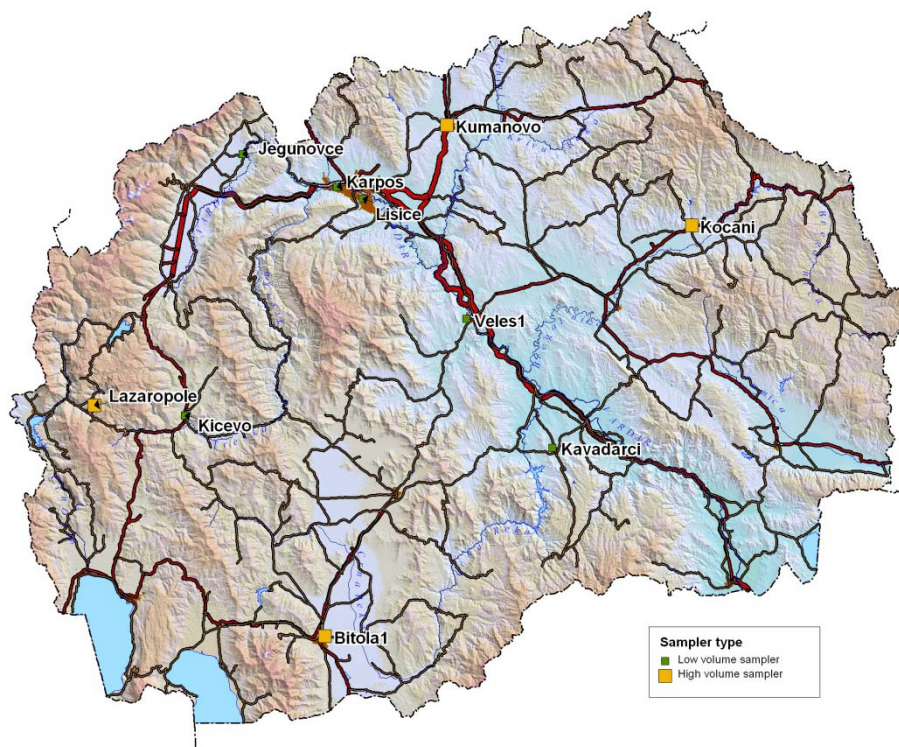 Kumanovo
Jegunovce
Karpos
Lisice
Kocani
Veles1
Lazaropole
Kicevo
Kavadarci
Bitola1
Sampler type
Low volume sampler
High volume sampler